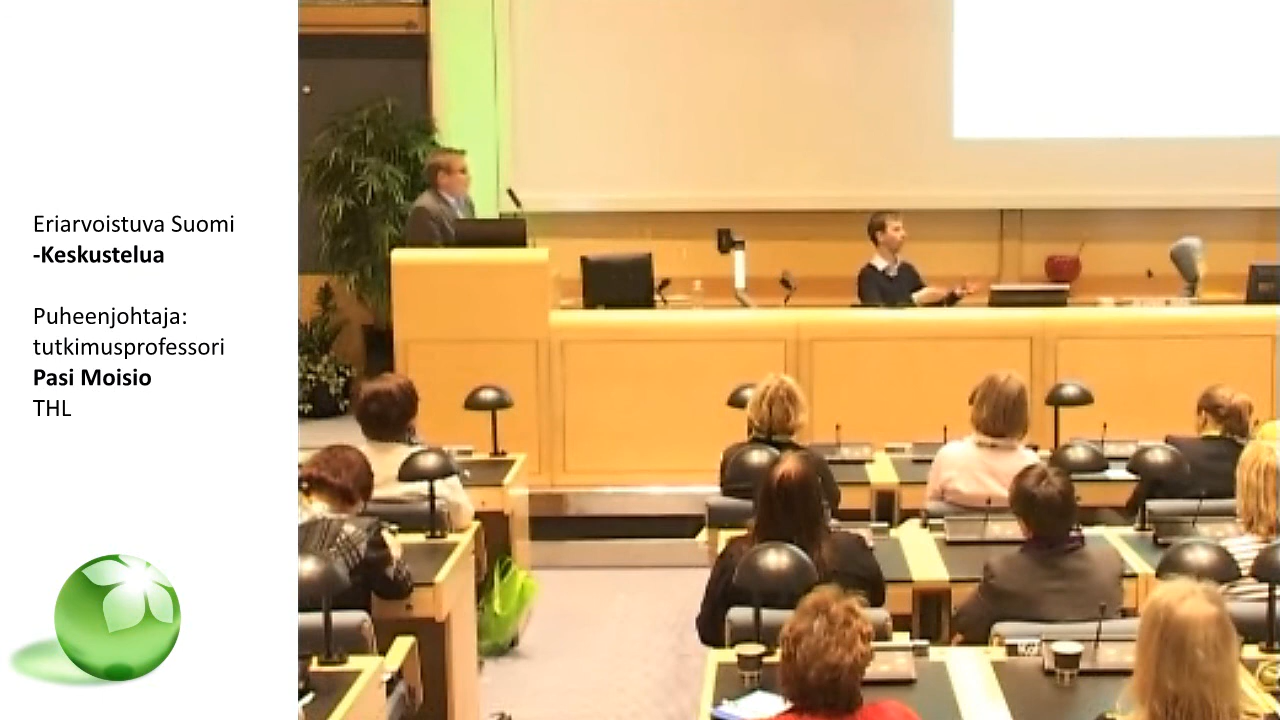 Eriarvoistuva Suomi
-Keskustelua
Puheenjohtaja:
tutkimusprofessori
Pasi Moisio
THL